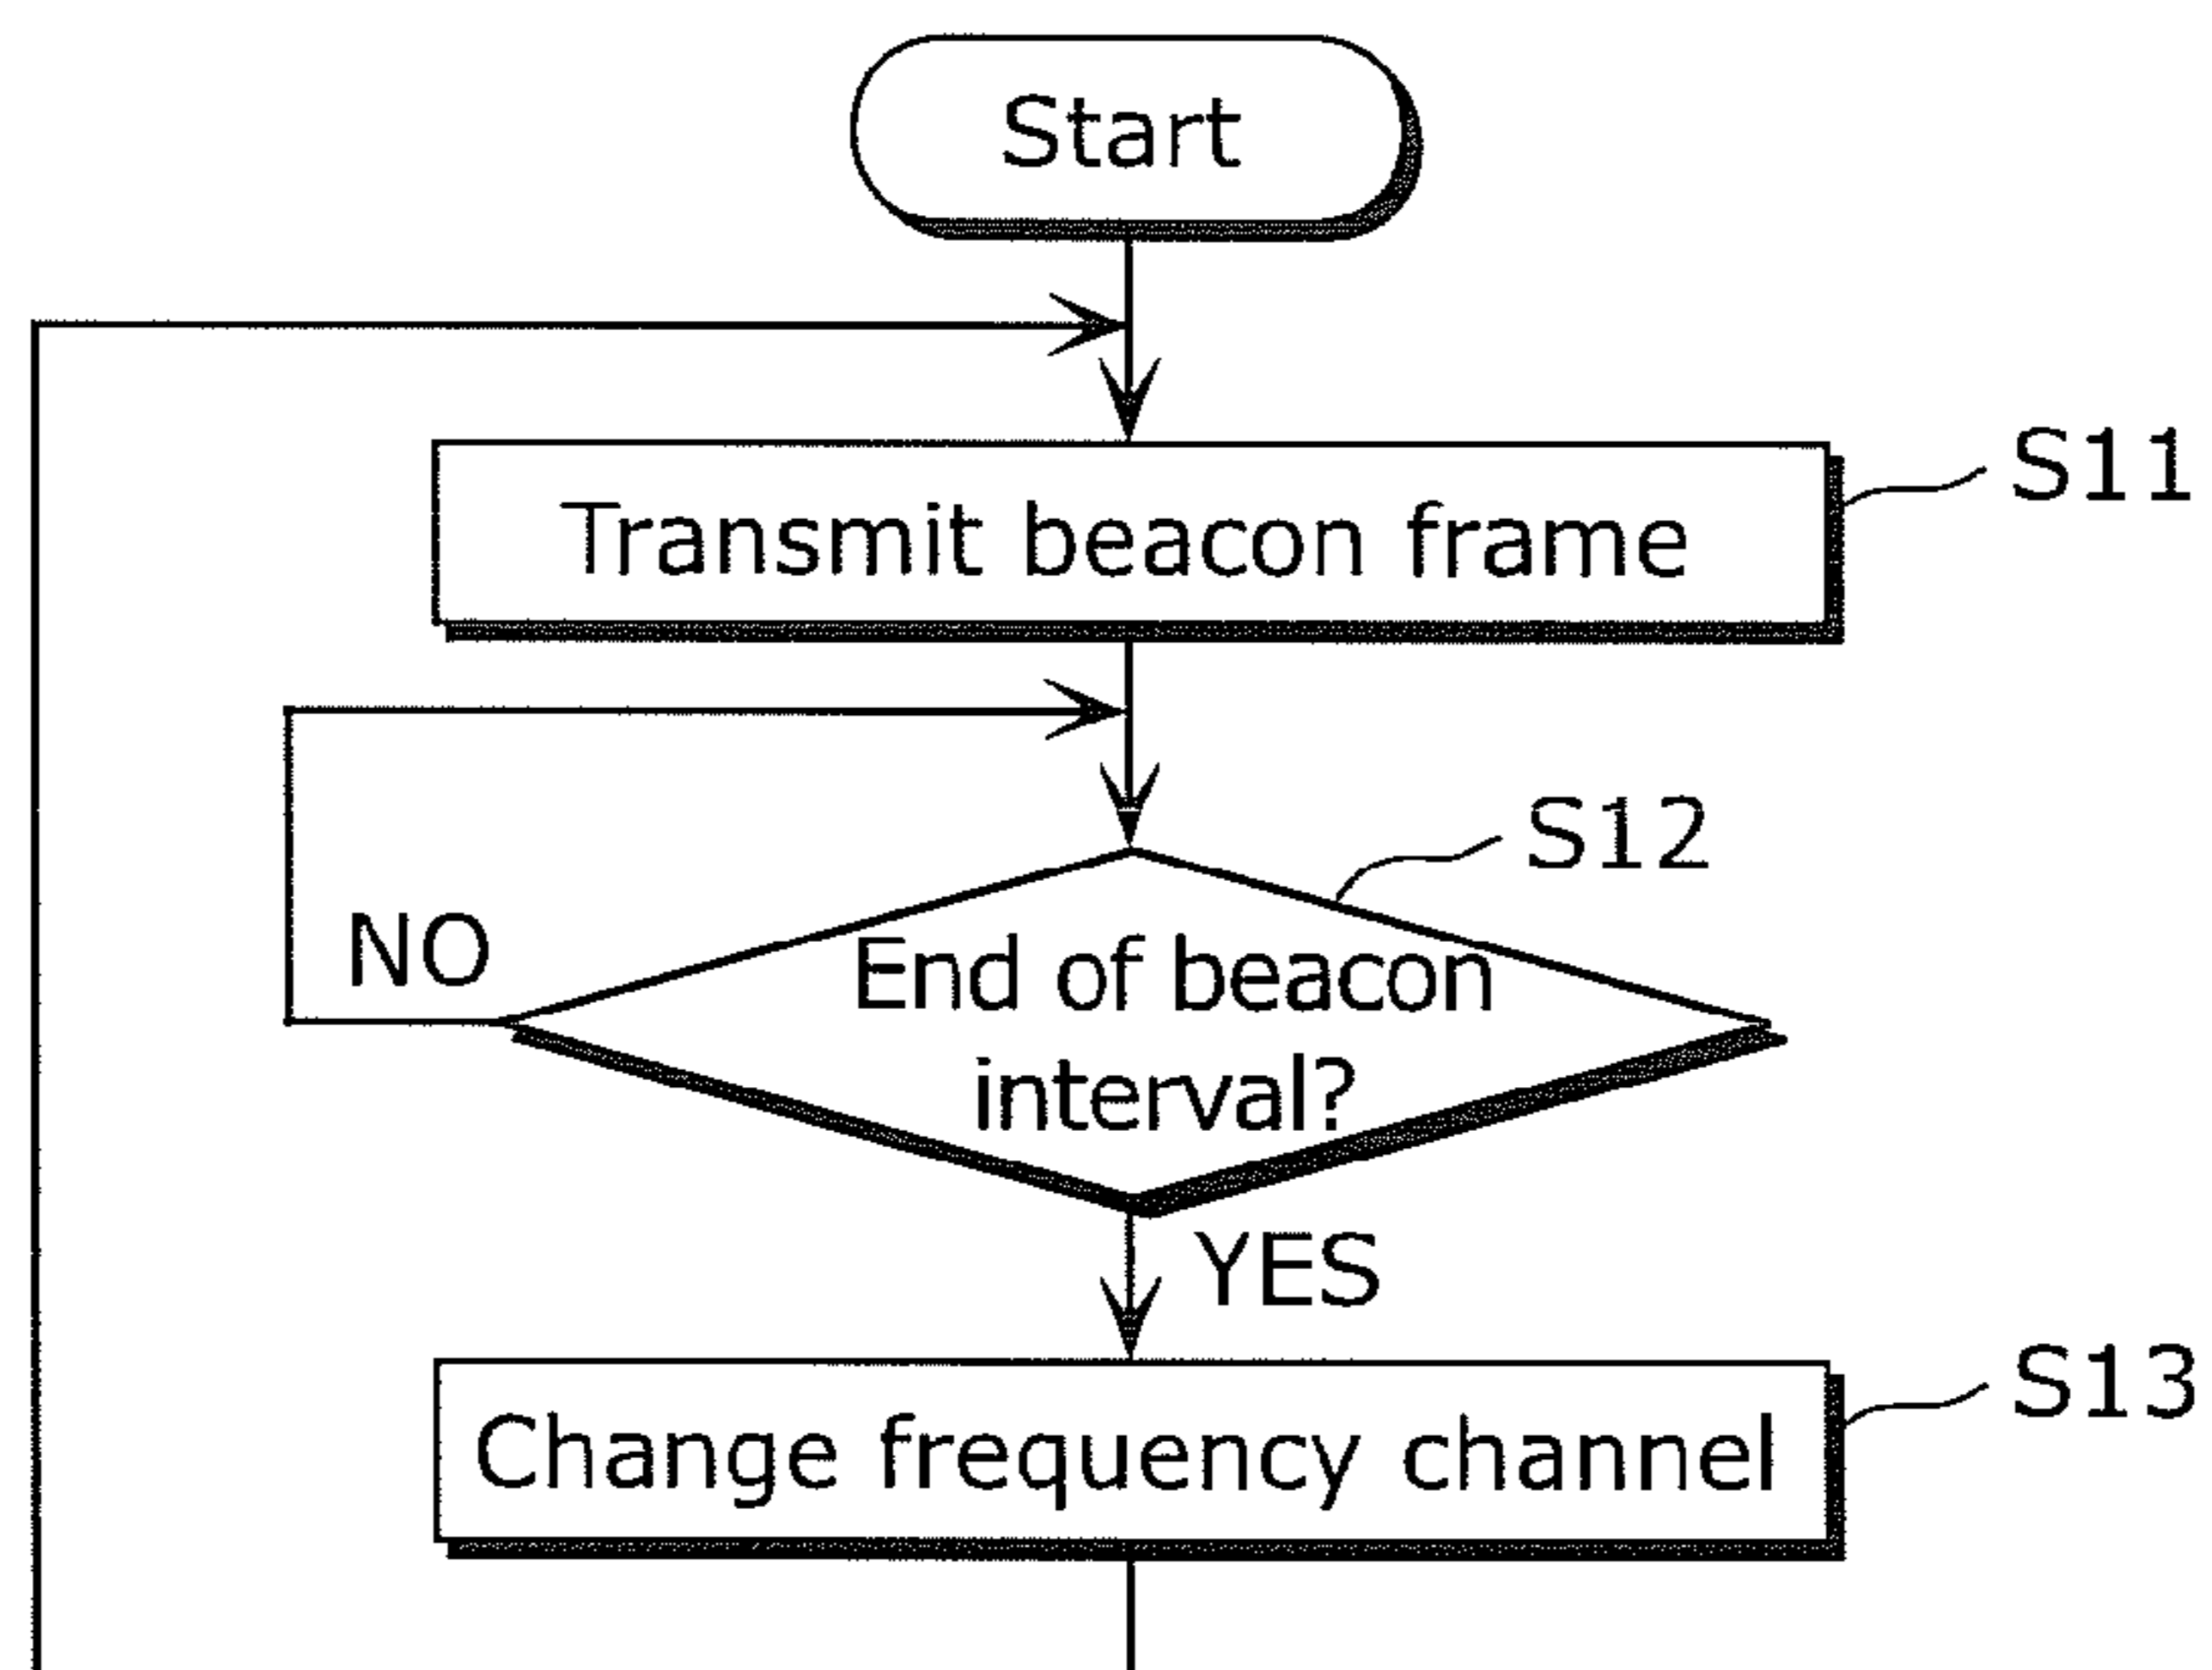 Start
S11
Transmit beacon frame
S12
NO
End of beacon
interval?
YES
S13
Change frequency channel